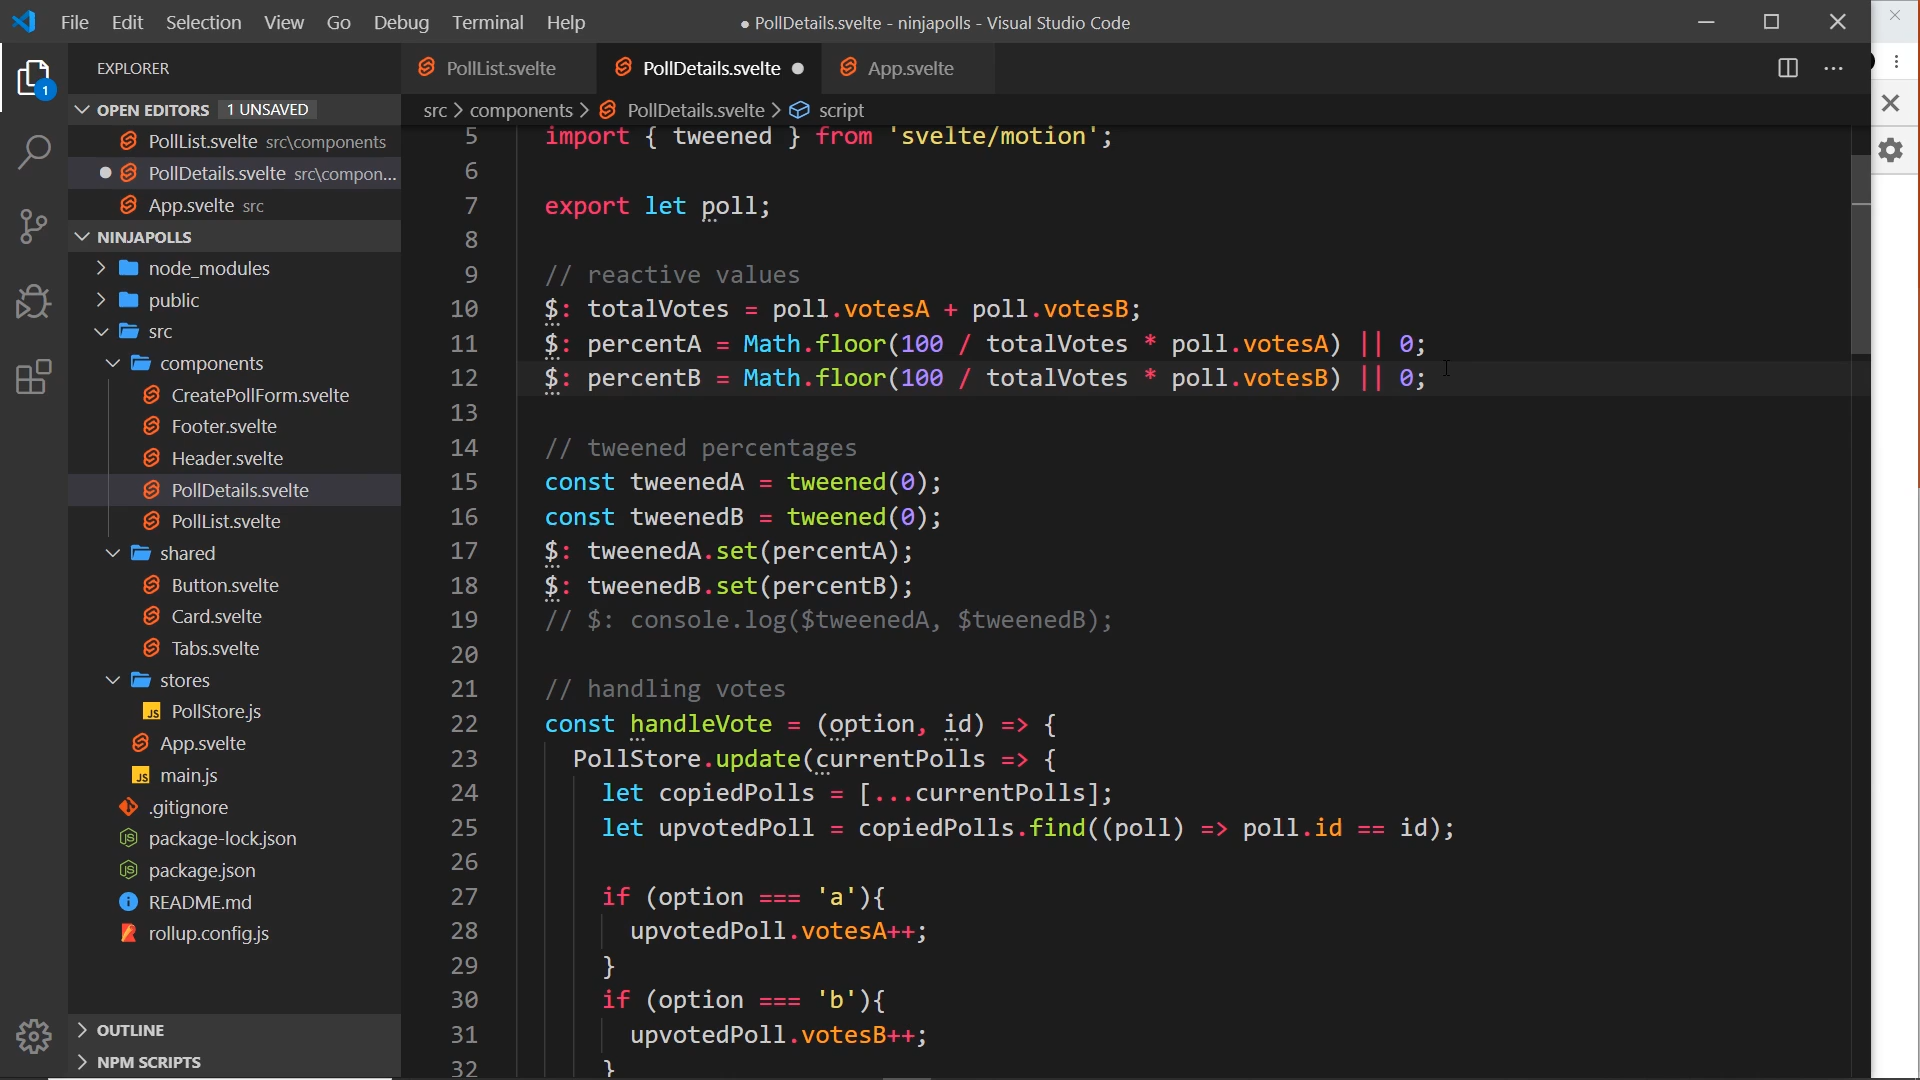 File Edit Selection View Go Debug Terminal Help
● PollDetails.svelte - ninjapolls - Visual Studio Code
1
EXPLORER
OPEN EDITORS 1 UNSAVED
PollList.svelte src\components
PollDetails.svelte src\compon...
App.svelte src
NINJAPOLLS
node_modules
public
src
components
CreatePollForm.svelte
Footer.svelte
Header.svelte
PollDetails.svelte
PollList.svelte
shared
Button.svelte
Card.svelte
Tabs.svelte
stores
JS PollStore.js
App.svelte
JS main.js
.gitignore
package-lock.json
package.json
README.md
rollup.config.js
OUTLINE
NPM SCRIPTS
PollList.svelte PollDetails.svelte App.svelte
src > components > PollDetails.svelte > script
5 import { tweened } from 'svelte/motion';
6
7 export let poll;
8
9 // reactive values
10 $: totalVotes = poll.votesA + poll.votesB;
11 $: percentA = Math.floor(100 / totalVotes * poll.votesA) || 0;
12 $: percentB = Math.floor(100 / totalVotes * poll.votesB) || 0;
13
14 // tweened percentages
15 const tweenedA = tweened(0);
16 const tweenedB = tweened(0);
17 $: tweenedA.set(percentA);
18 $: tweenedB.set(percentB);
19 // $: console.log($tweenedA, $tweenedB);
20
21 // handling votes
22 const handleVote = (option, id) => {
23 PollStore.update(currentPolls => {
24 let copiedPolls = [...currentPolls];
25 let upvotedPoll = copiedPolls.find((poll) => poll.id == id);
26
27 if (option === 'a'){
28 upvotedPoll.votesA++;
29 }
30 if (option === 'b'){
31 upvotedPoll.votesB++;
32 }